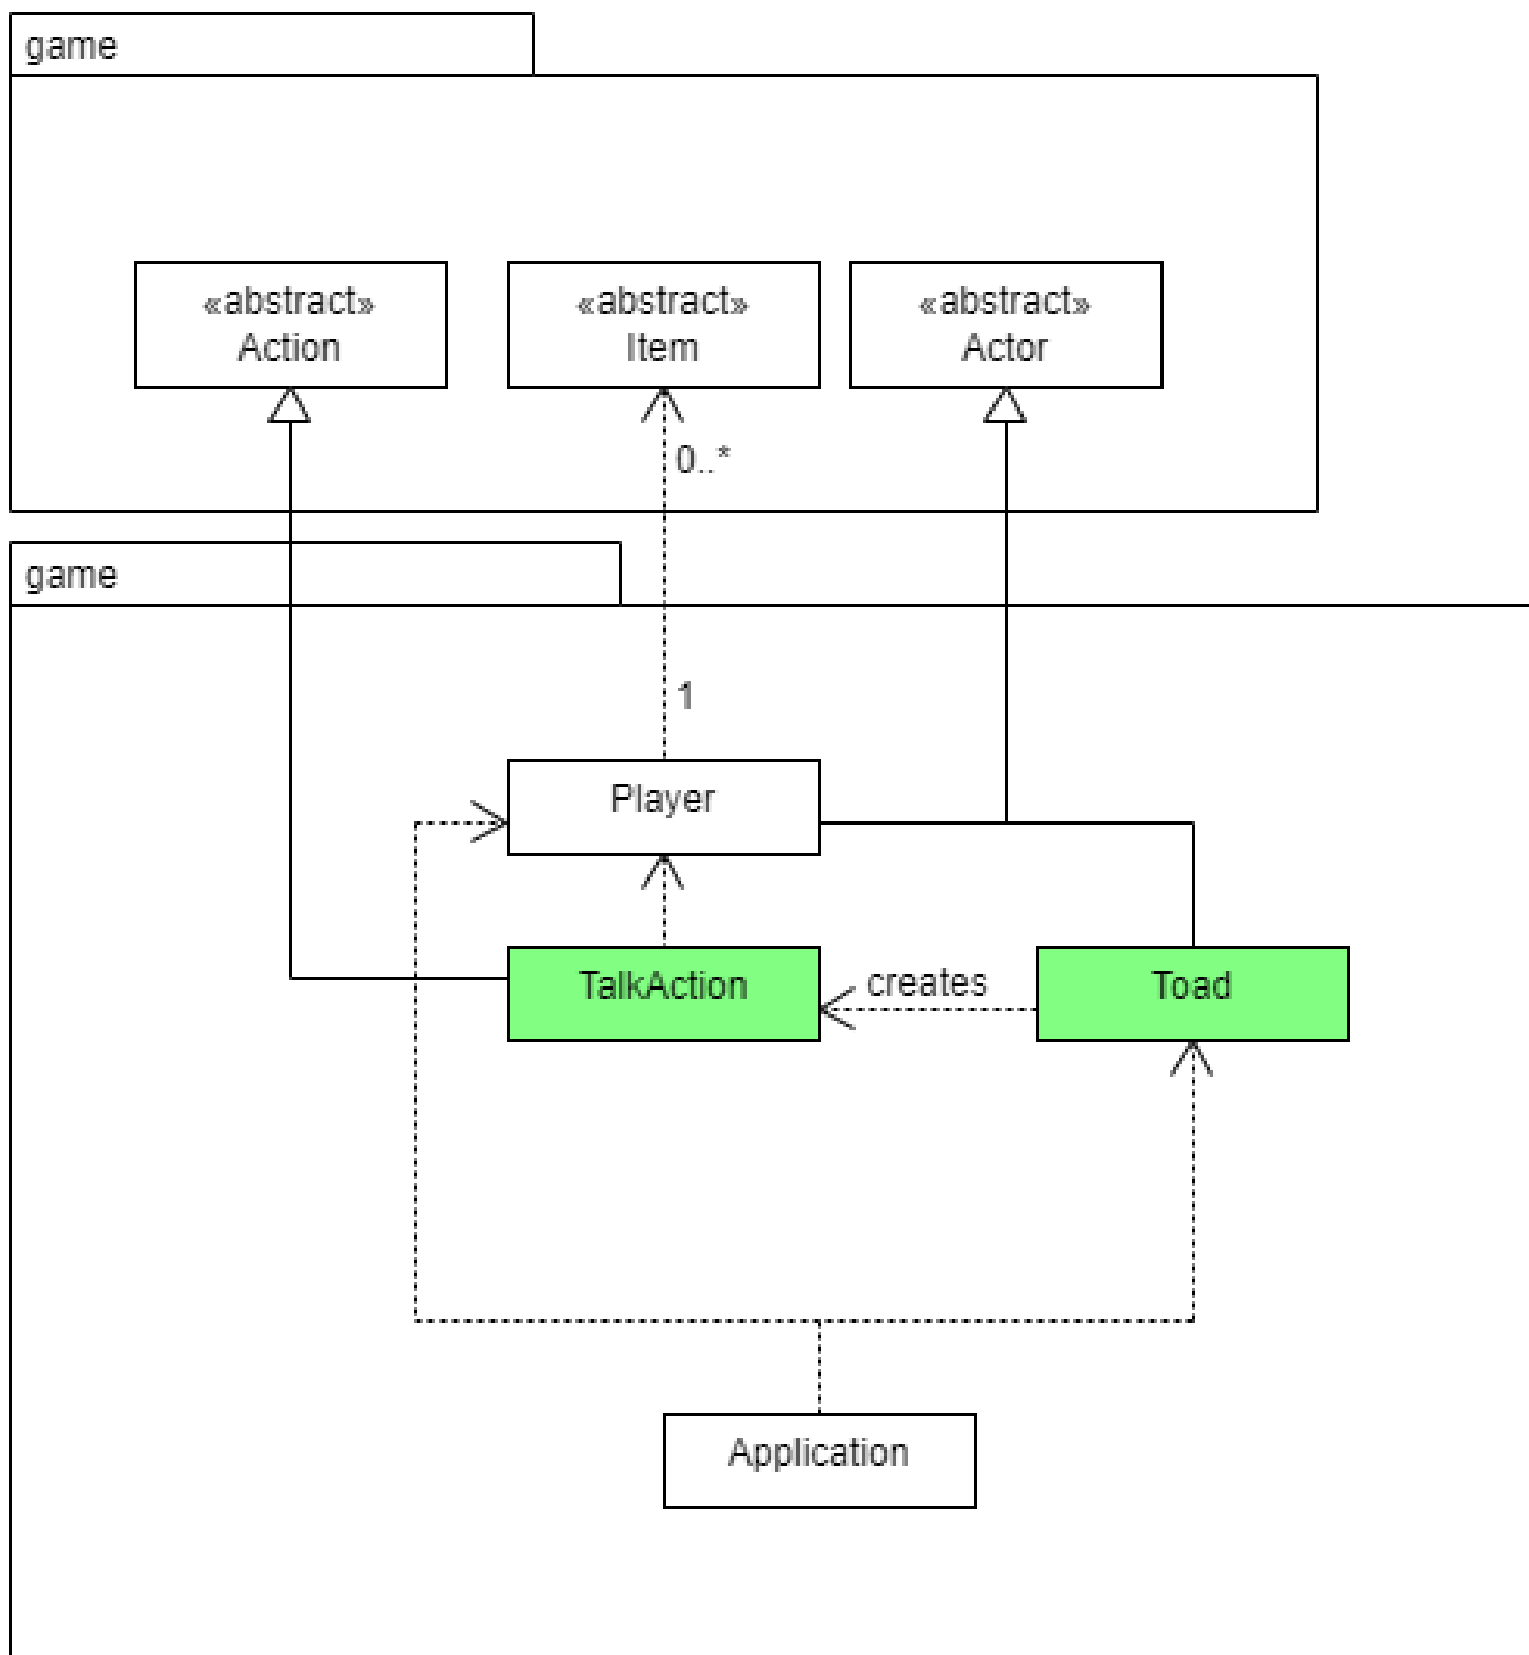 game
«abstract»
Action
«abstract»
Item
«abstract»
Actor
0..*
game
1
Player
TalkAction
creates
Toad
Application